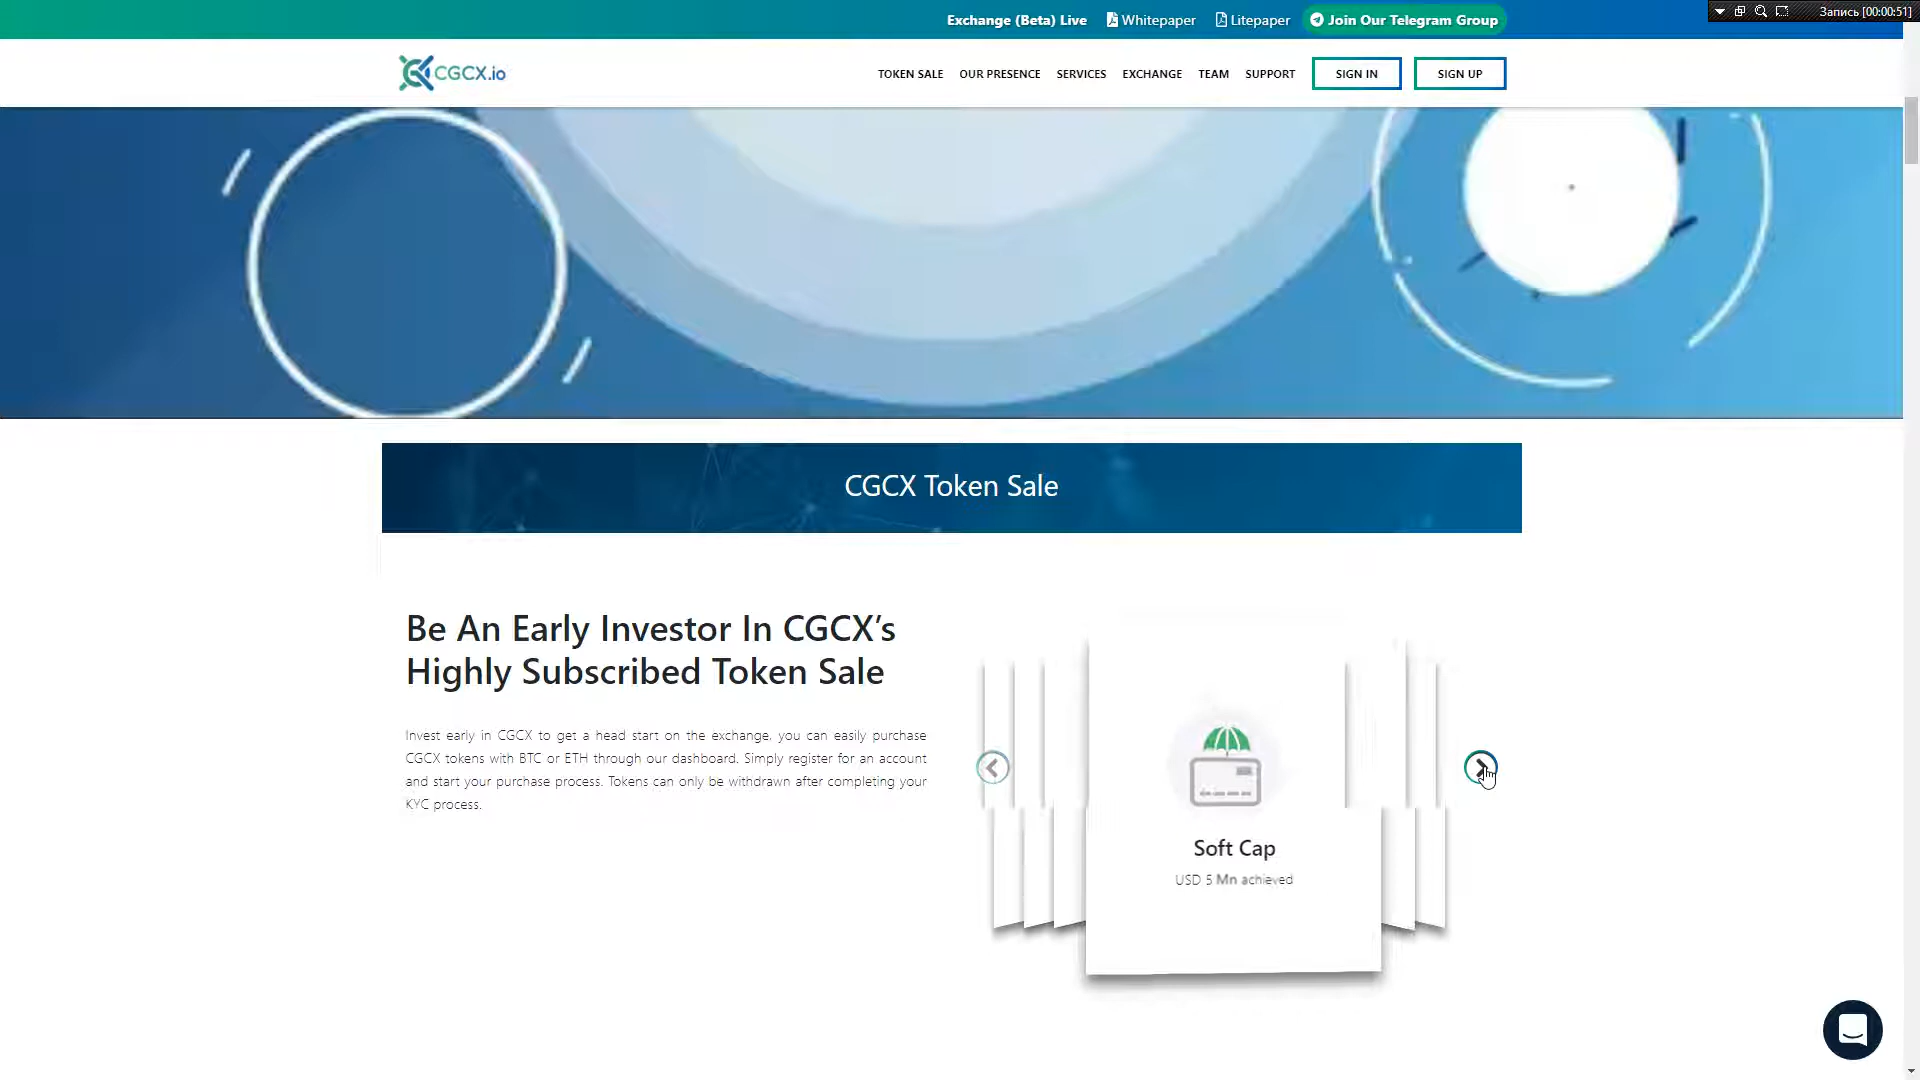 Запись [00:00:51]
Exchange (Beta) Live Whitepaper Litepaper Join Our Telegram Group
CGCX.io TOKEN SALE OUR PRESENCE SERVICES EXCHANGE TEAM SUPPORT SIGN IN SIGN UP
CGCX Token Sale
Be An Early Investor In CGCX’s
Highly Subscribed Token Sale
Invest early in CGCX to get a head start on the exchange, you can easily purchase
CGCX tokens with BTC or ETH through our dashboard. Simply register for an account
and start your purchase process. Tokens can only be withdrawn after completing your
KYC process.
Soft Cap
USD 5 Mn achieved